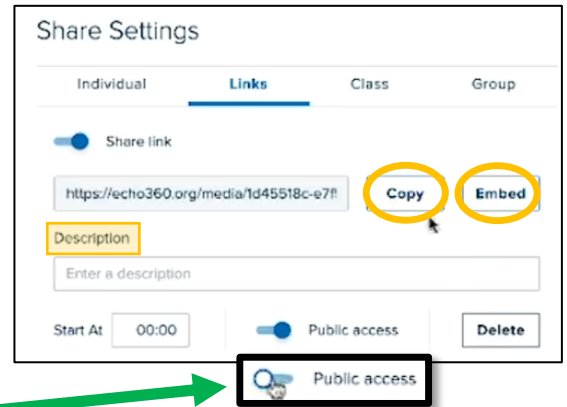 Share Settings
Individual Links Class Group
Share link
https://echo360.org/media/1d45518c-e7f Copy Embed
Description
Enter a description
Start At 00:00 Public access Delete
Public access